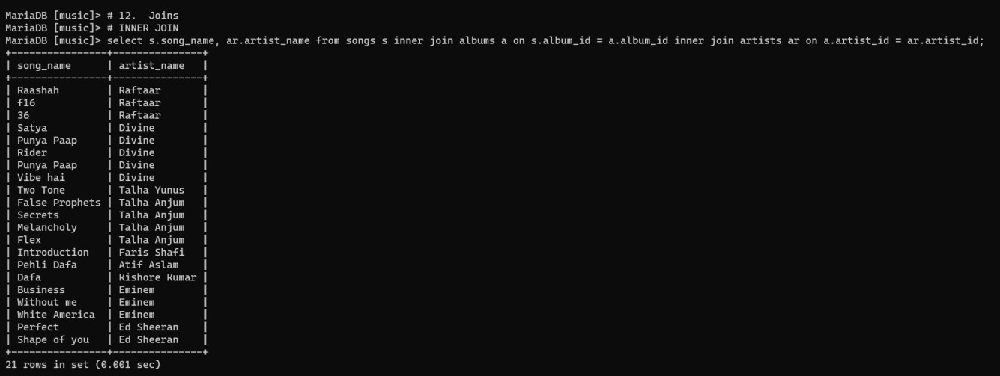 MariaDB [music]> # 12.  Joins
MariaDB [music]> # INNER JOIN
MariaDB [music]> select s.song_name, ar.artist_name from songs s inner join albums a on s.album_id = a.album_id inner join artists ar on a.artist_id = ar.artist_id;
+----------------+---------------+
| song_name      | artist_name   |
+----------------+---------------+
| Raashah        | Raftaar       |
| f16            | Raftaar       |
| 36             | Raftaar       |
| Satya          | Divine        |
| Punya Paap     | Divine        |
| Rider          | Divine        |
| Punya Paap     | Divine        |
| Vibe hai       | Divine        |
| Two Tone       | Talha Yunus   |
| False Prophets | Talha Anjum   |
| Secrets        | Talha Anjum   |
| Melancholy     | Talha Anjum   |
| Flex           | Talha Anjum   |
| Introduction   | Faris Shafi   |
| Pehli Dafa     | Atif Aslam    |
| Dafa           | Kishore Kumar |
| Business       | Eminem        |
| Without me     | Eminem        |
| White America  | Eminem        |
| Perfect        | Ed Sheeran    |
| Shape of you   | Ed Sheeran    |
+----------------+---------------+
21 rows in set (0.001 sec)